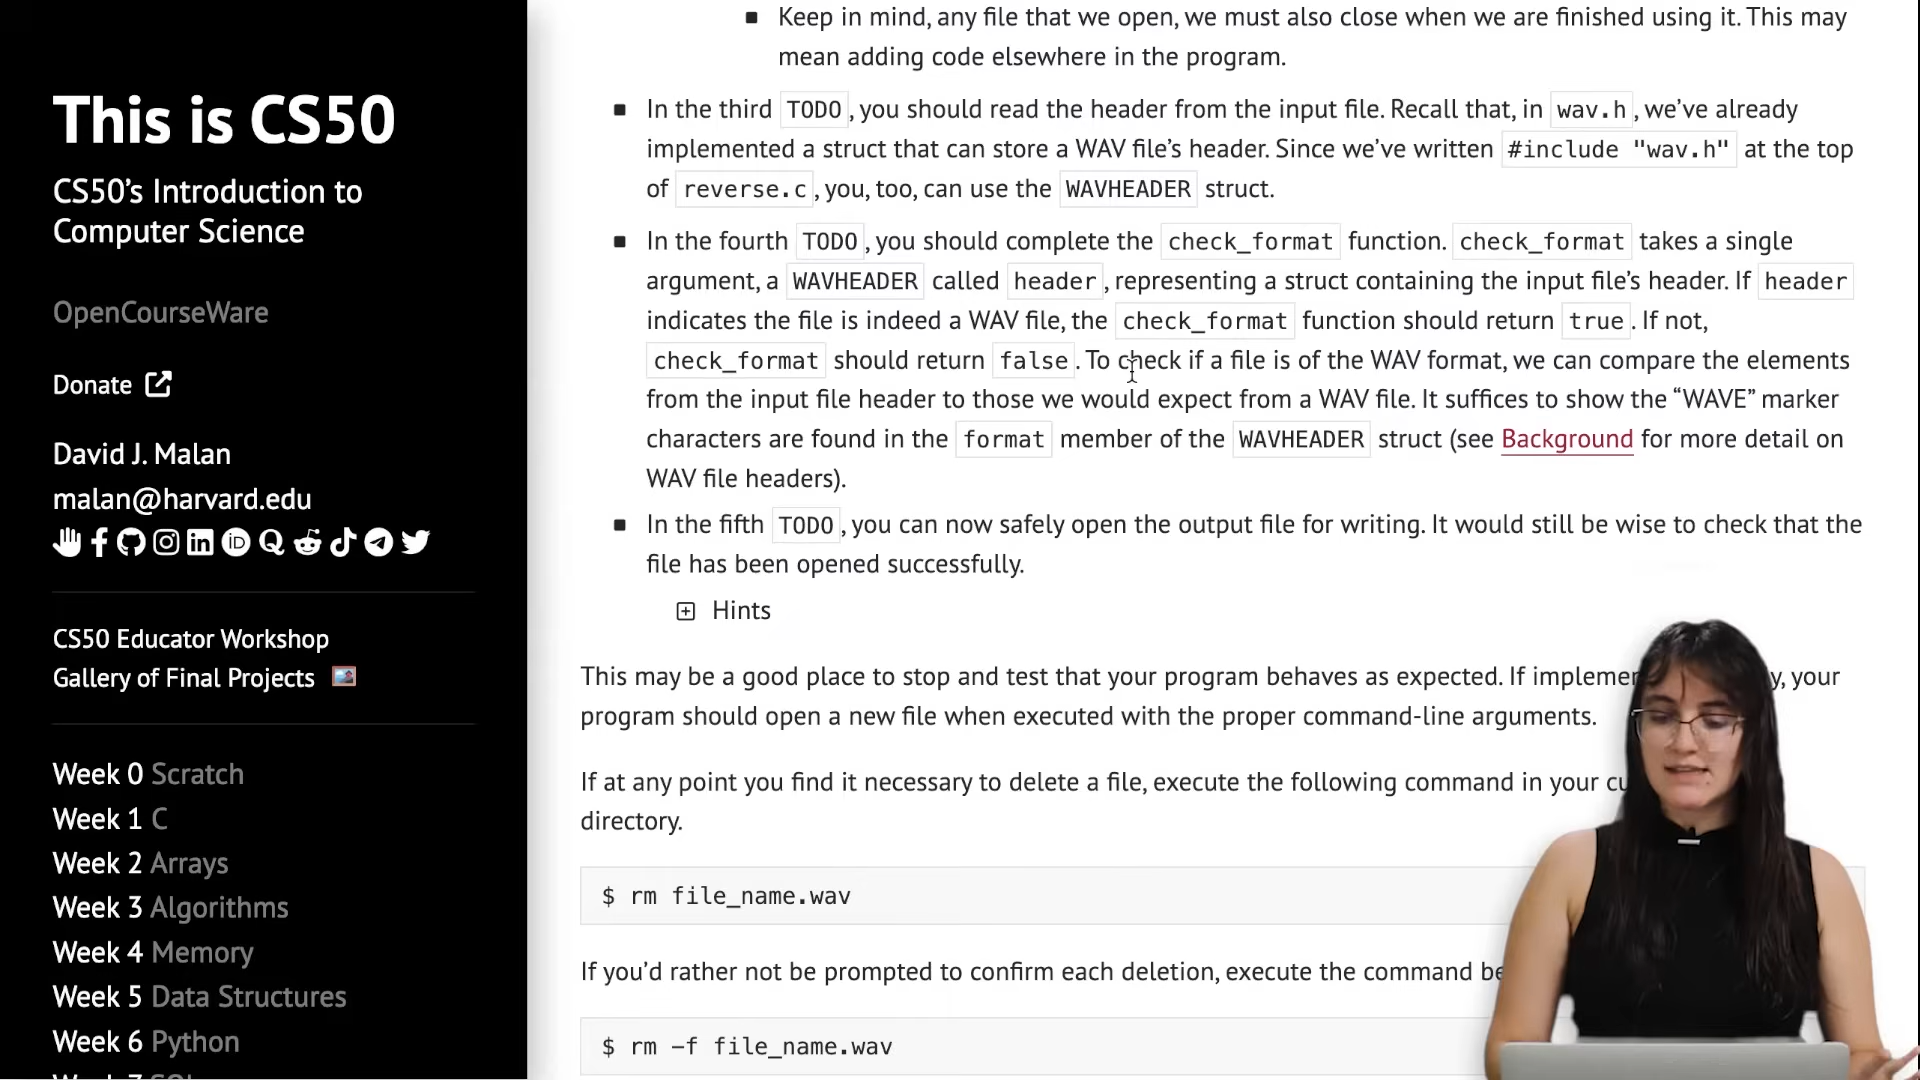 This is CS50
CS50’s Introduction to
Computer Science
OpenCourseWare
Donate
David J. Malan
malan@harvard.edu
CS50 Educator Workshop
Gallery of Final Projects
Week 0 Scratch
Week 1 C
Week 2 Arrays
Week 3 Algorithms
Week 4 Memory
Week 5 Data Structures
Week 6 Python
Keep in mind, any file that we open, we must also close when we are finished using it. This may
mean adding code elsewhere in the program.
In the third TODO, you should read the header from the input file. Recall that, in wav.h, we’ve already
implemented a struct that can store a WAV file’s header. Since we’ve written #include "wav.h" at the top
of reverse.c, you, too, can use the WAVHEADER struct.
In the fourth TODO, you should complete the check_format function. check_format takes a single
argument, a WAVHEADER called header, representing a struct containing the input file’s header. If header
indicates the file is indeed a WAV file, the check_format function should return true. If not,
check_format should return false. To check if a file is of the WAV format, we can compare the elements
from the input file header to those we would expect from a WAV file. It suffices to show the “WAVE” marker
characters are found in the format member of the WAVHEADER struct (see Background for more detail on
WAV file headers).
In the fifth TODO, you can now safely open the output file for writing. It would still be wise to check that the
file has been opened successfully.
Hints
This may be a good place to stop and test that your program behaves as expected. If implemen y, your
program should open a new file when executed with the proper command-line arguments.
If at any point you find it necessary to delete a file, execute the following command in your cu
directory.
$ rm file_name.wav
If you’d rather not be prompted to confirm each deletion, execute the command be
$ rm -f file_name.wav